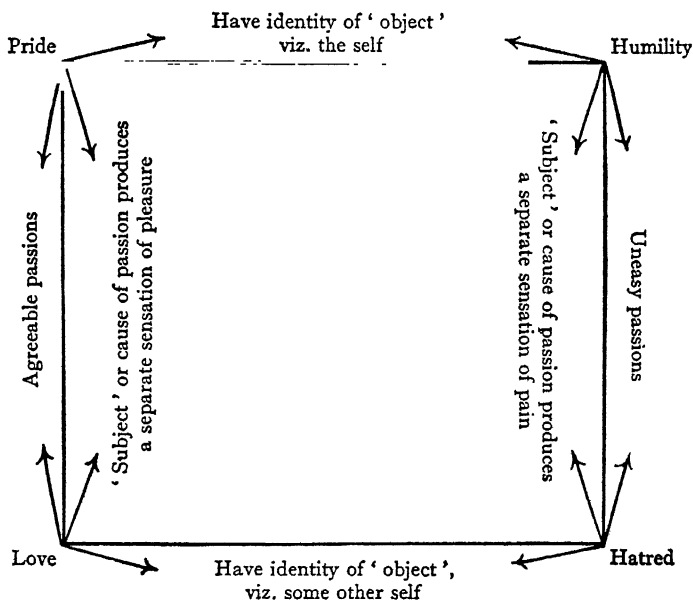 Have identity of ‘ object ’
viz. the self
Pride
Humility
Agreeable passions
‘ Subject ’ or cause of passion produces
a separate sensation of pleasure
‘ Subject ’ or cause of passion produces
a separate sensation of pain
Uneasy passions
Love
Hatred
Have identity of ‘ object ’,
viz. some other self